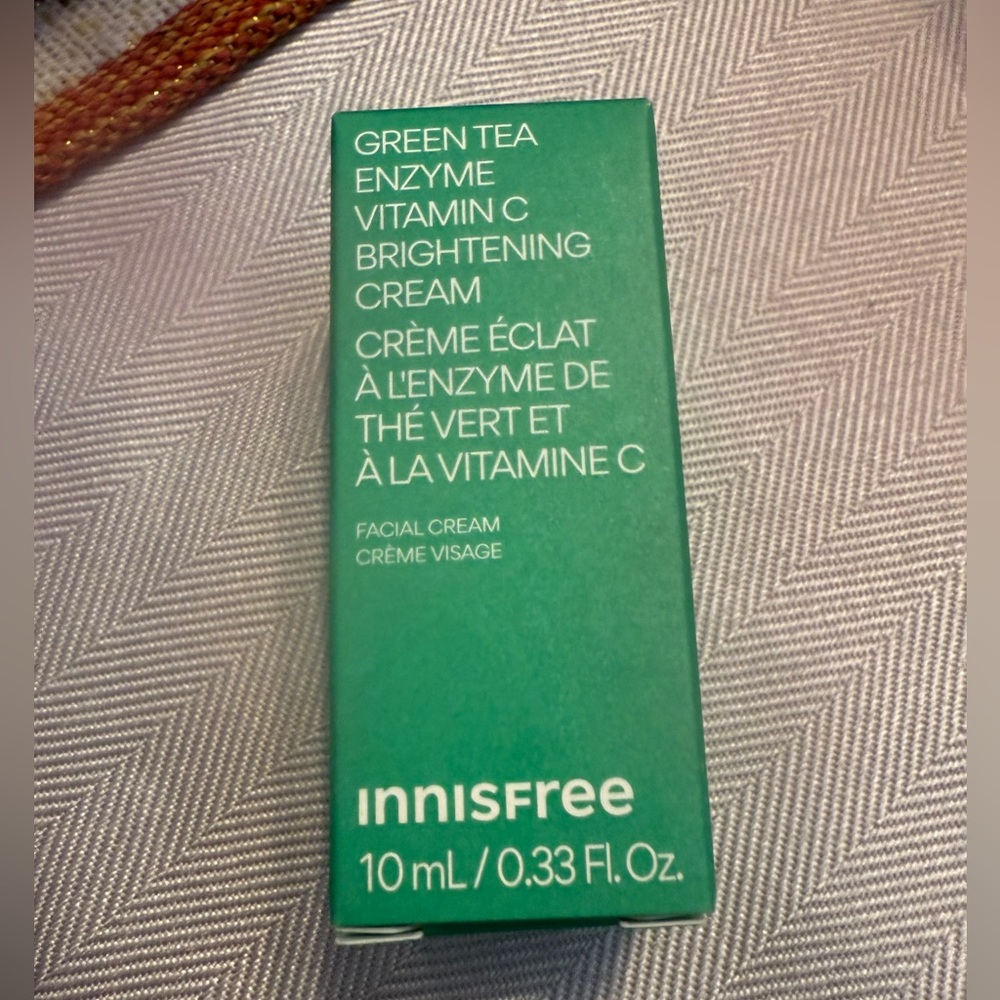 GREEN TEA
ENZYME
VITAMIN C
BRIGHTENING
CREAM
CRÈME ÉCLAT
À L'ENZYME DE
THÉ VERT ET
À LA VITAMINE C
FACIAL CREAM
CRÈME VISAGE
INNISFREE
10 mL / 0.33 Fl. Oz.